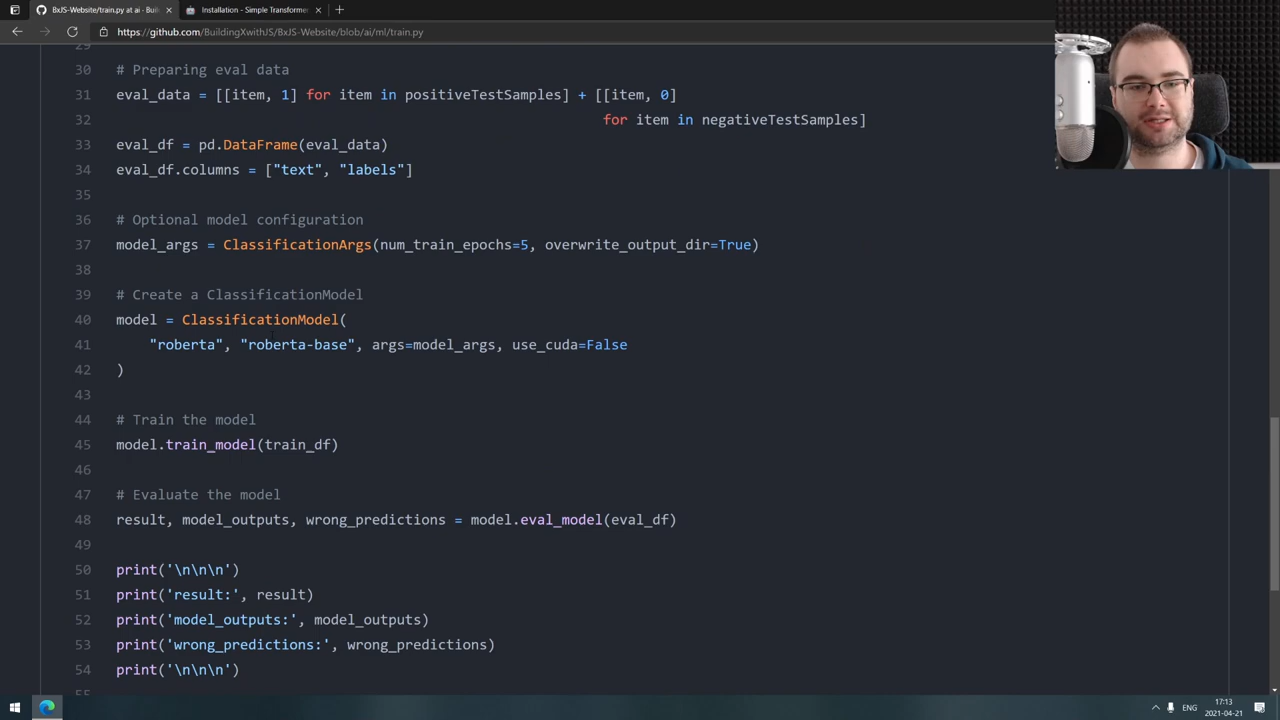 BxJS-Website/train.py at ai · Buil
Installation - Simple Transformer
https://github.com/BuildingXwithJS/BxJS-Website/blob/ai/ml/train.py
29
30 # Preparing eval data
31 eval_data = [[item, 1] for item in positiveTestSamples] + [[item, 0]
32 for item in negativeTestSamples]
33 eval_df = pd.DataFrame(eval_data)
34 eval_df.columns = ["text", "labels"]
35
36 # Optional model configuration
37 model_args = ClassificationArgs(num_train_epochs=5, overwrite_output_dir=True)
38
39 # Create a ClassificationModel
40 model = ClassificationModel(
41 "roberta", "roberta-base", args=model_args, use_cuda=False
42 )
43
44 # Train the model
45 model.train_model(train_df)
46
47 # Evaluate the model
48 result, model_outputs, wrong_predictions = model.eval_model(eval_df)
49
50 print('\n\n\n')
51 print('result:', result)
52 print('model_outputs:', model_outputs)
53 print('wrong_predictions:', wrong_predictions)
54 print('\n\n\n')
55
ENG
17:13
2021-04-21